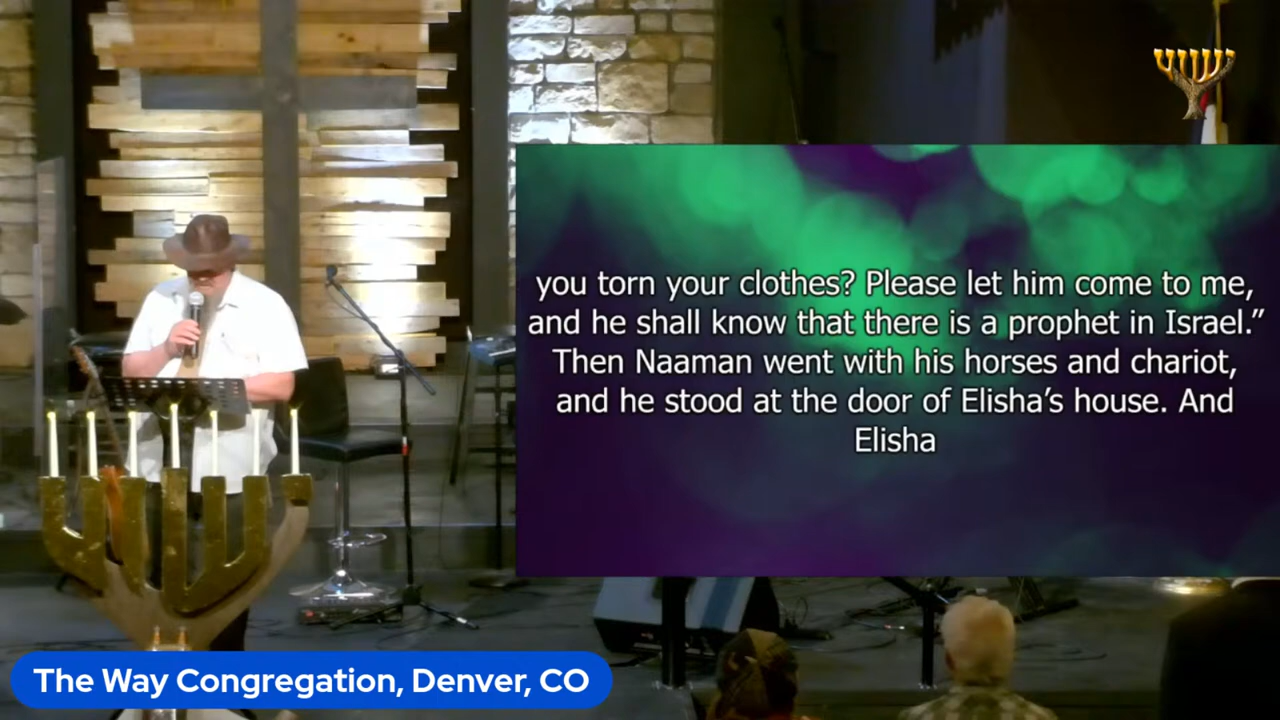 you torn your clothes? Please let him come to me,
and he shall know that there is a prophet in Israel.”
Then Naaman went with his horses and chariot,
and he stood at the door of Elisha’s house. And
Elisha
The Way Congregation, Denver, CO